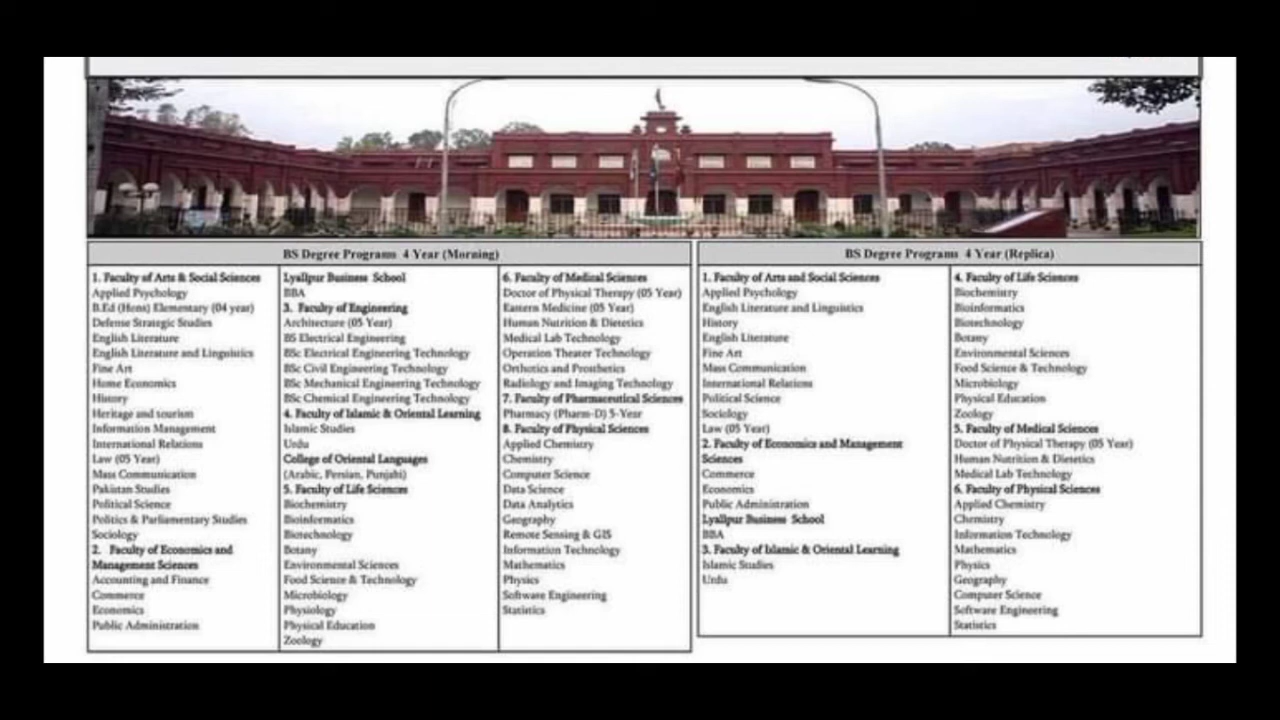 BS Degree Programs 4 Year (Morning)
1. Faculty of Arts & Social Sciences
Applied Psychology
B.Ed (Hons) Elementary (04 year)
Defense Strategic Studies
English Literature
English Literature and Linguistics
Fine Art
Home Economics
History
Heritage and tourism
Information Management
International Relations
Law (05 Year)
Mass Communication
Pakistan Studies
Political Science
Politics & Parliamentary Studies
Sociology
2. Faculty of Economics and
Management Sciences
Accounting and Finance
Commerce
Economics
Public Administration
Lyallpur Business School
BBA
3. Faculty of Engineering
Architecture (05 Year)
BS Electrical Engineering
BSc Electrical Engineering Technology
BSc Civil Engineering Technology
BSc Mechanical Engineering Technology
BSc Chemical Engineering Technology
4. Faculty of Islamic & Oriental Learning
Islamic Studies
Urdu
College of Oriental Languages
(Arabic, Persian, Punjabi)
5. Faculty of Life Sciences
Biochemistry
Bioinformatics
Biotechnology
Botany
Environmental Sciences
Food Science & Technology
Microbiology
Physiology
Physical Education
Zoology
6. Faculty of Medical Sciences
Doctor of Physical Therapy (05 Year)
Eastern Medicine (05 Year)
Human Nutrition & Dietetics
Medical Lab Technology
Operation Theater Technology
Orthotics and Prosthetics
Radiology and Imaging Technology
7. Faculty of Pharmaceutical Sciences
Pharmacy (Pharm-D) 5-Year
8. Faculty of Physical Sciences
Applied Chemistry
Chemistry
Computer Science
Data Science
Data Analytics
Geography
Remote Sensing & GIS
Information Technology
Mathematics
Physics
Software Engineering
Statistics
BS Degree Programs 4 Year (Replica)
1. Faculty of Arts and Social Sciences
Applied Psychology
English Literature and Linguistics
History
English Literature
Fine Art
Mass Communication
International Relations
Political Science
Sociology
Law (05 Year)
2. Faculty of Economics and Management
Sciences
Commerce
Economics
Public Administration
Lyallpur Business School
BBA
3. Faculty of Islamic & Oriental Learning
Islamic Studies
Urdu
4. Faculty of Life Sciences
Biochemistry
Bioinformatics
Biotechnology
Botany
Environmental Sciences
Food Science & Technology
Microbiology
Physical Education
Zoology
5. Faculty of Medical Sciences
Doctor of Physical Therapy (05 Year)
Human Nutrition & Dietetics
Medical Lab Technology
6. Faculty of Physical Sciences
Applied Chemistry
Chemistry
Information Technology
Mathematics
Physics
Geography
Computer Science
Software Engineering
Statistics